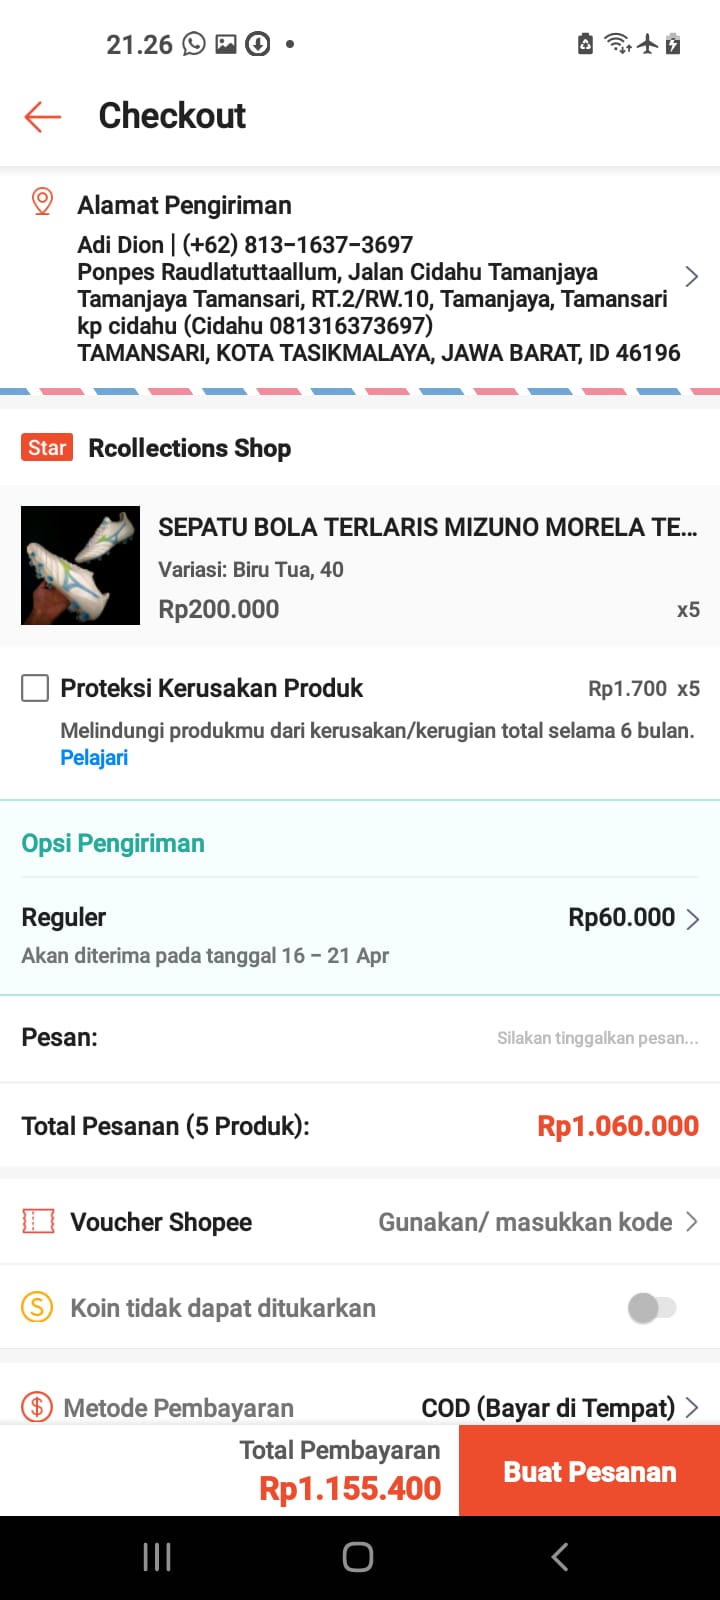 21.26
Checkout
Alamat Pengiriman
Adi Dion | (+62) 813-1637-3697
Ponpes Raudlatuttaallum, Jalan Cidahu Tamanjaya
Tamanjaya Tamansari, RT.2/RW.10, Tamanjaya, Tamansari
kp cidahu (Cidahu 081316373697)
TAMANSARI, KOTA TASIKMALAYA, JAWA BARAT, ID 46196
Star Rcollections Shop
SEPATU BOLA TERLARIS MIZUNO MORELA TE...
Variasi: Biru Tua, 40
Rp200.000 x5
Proteksi Kerusakan Produk Rp1.700 x5
Melindungi produkmu dari kerusakan/kerugian total selama 6 bulan.
Pelajari
Opsi Pengiriman
Reguler Rp60.000
Akan diterima pada tanggal 16 - 21 Apr
Pesan: Silakan tinggalkan pesan...
Total Pesanan (5 Produk): Rp1.060.000
Voucher Shopee Gunakan/ masukkan kode
Koin tidak dapat ditukarkan
Metode Pembayaran COD (Bayar di Tempat)
Total Pembayaran
Rp1.155.400
Buat Pesanan